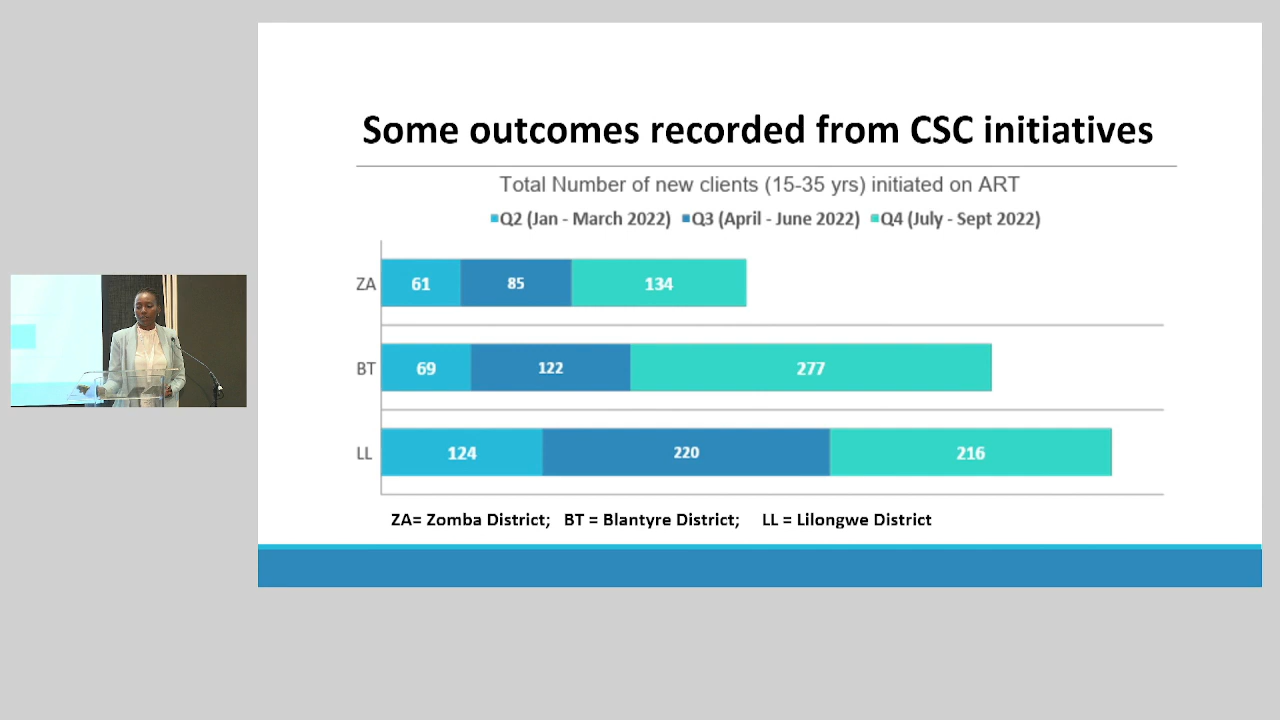 Some outcomes recorded from CSC initiatives
Total Number of new clients (15-35 yrs) initiated on ART
Q2 (Jan - March 2022) Q3 (April - June 2022) Q4 (July - Sept 2022)
ZA 61 85 134
BT 69 122 277
LL 124 220 216
ZA= Zomba District; BT = Blantyre District; LL = Lilongwe District